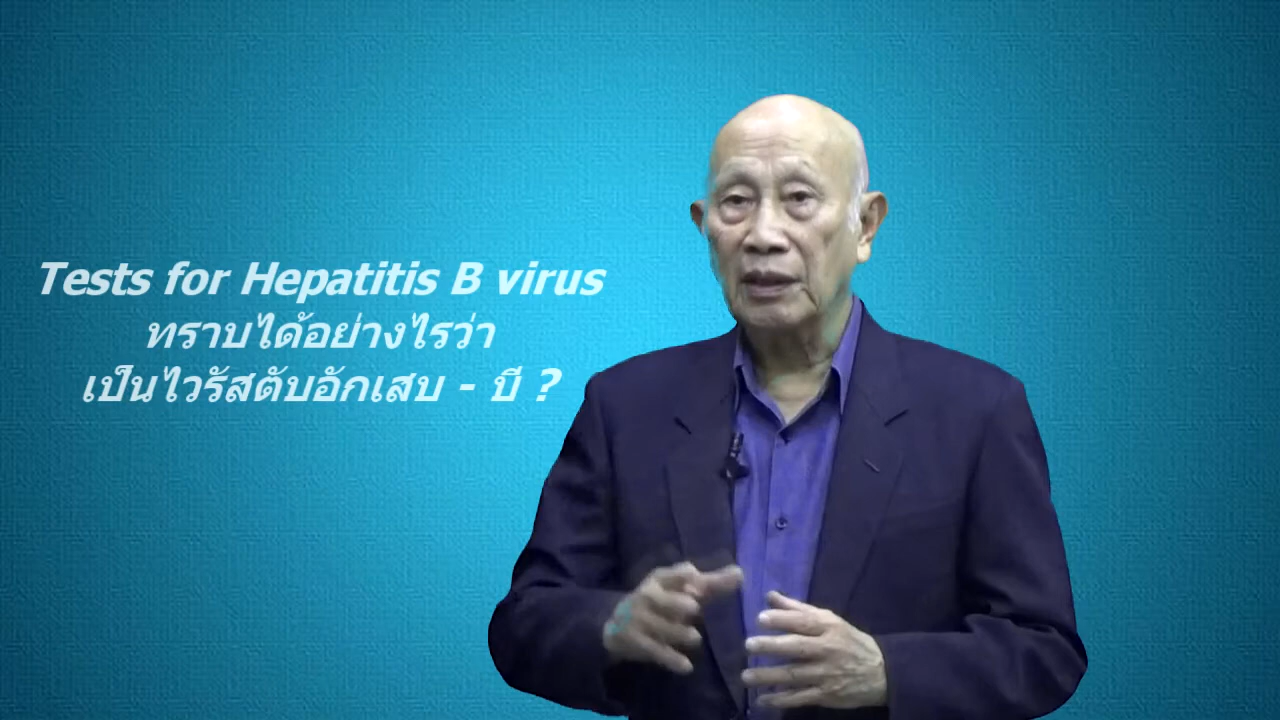 Tests for Hepatitis B virus
ทราบได้อย่างไรว่า
เป็นไวรัสตับอักเสบ - บี ?